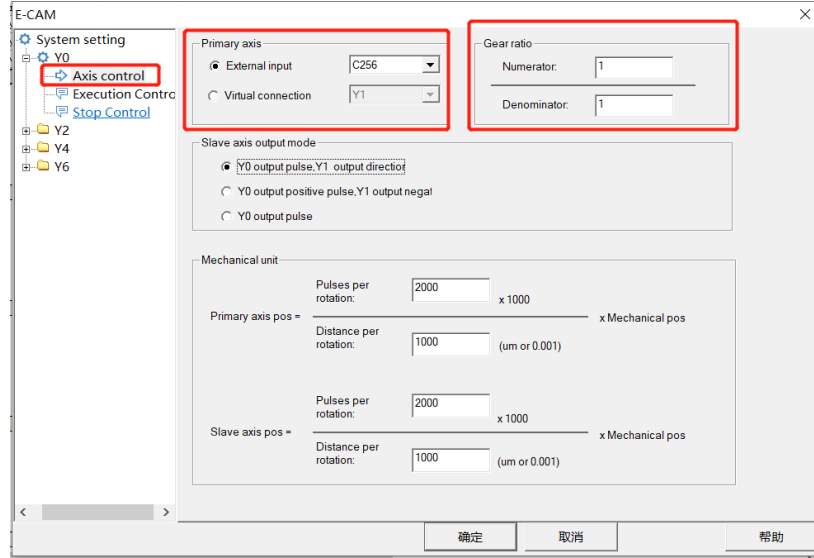 E-CAM
System setting
Y0
Axis control
Execution Contro
Stop Control
Y2
Y4
Y6
Primary axis
External input
C256
Virtual connection
Y1
Gear ratio
Numerator:
1
Denominator:
1
Slave axis output mode
Y0 output pulse,Y1 output direction
Y0 output positive pulse,Y1 output negat
Y0 output pulse
Mechanical unit
Pulses per
rotation:
2000
x 1000
Primary axis pos =
x Mechanical pos
Distance per
rotation:
1000
(um or 0.001)
Pulses per
rotation:
2000
x 1000
Slave axis pos =
x Mechanical pos
Distance per
rotation:
1000
(um or 0.001)
确定
取消
帮助